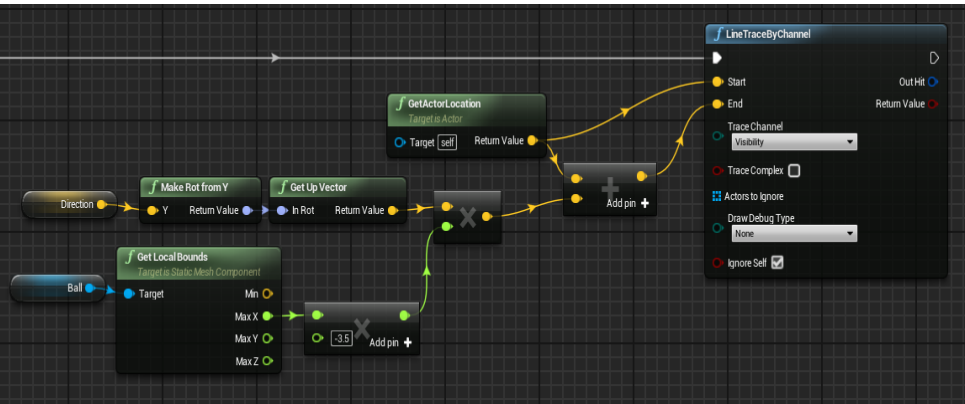 LineTraceByChannel
Start
Out Hit
End
Return Value
Trace Channel
Visibility
Trace Complex
Actors to Ignore
Draw Debug Type
None
Ignore Self
GetActorLocation
Target is Actor
Target self
Return Value
Add pin +
Direction
Make Rot from Y
Y
Return Value
Get Up Vector
In Rot
Return Value
Ball
Get Local Bounds
Target is Static Mesh Component
Target
Min
Max X
Max Y
Max Z
-3.5
Add pin +